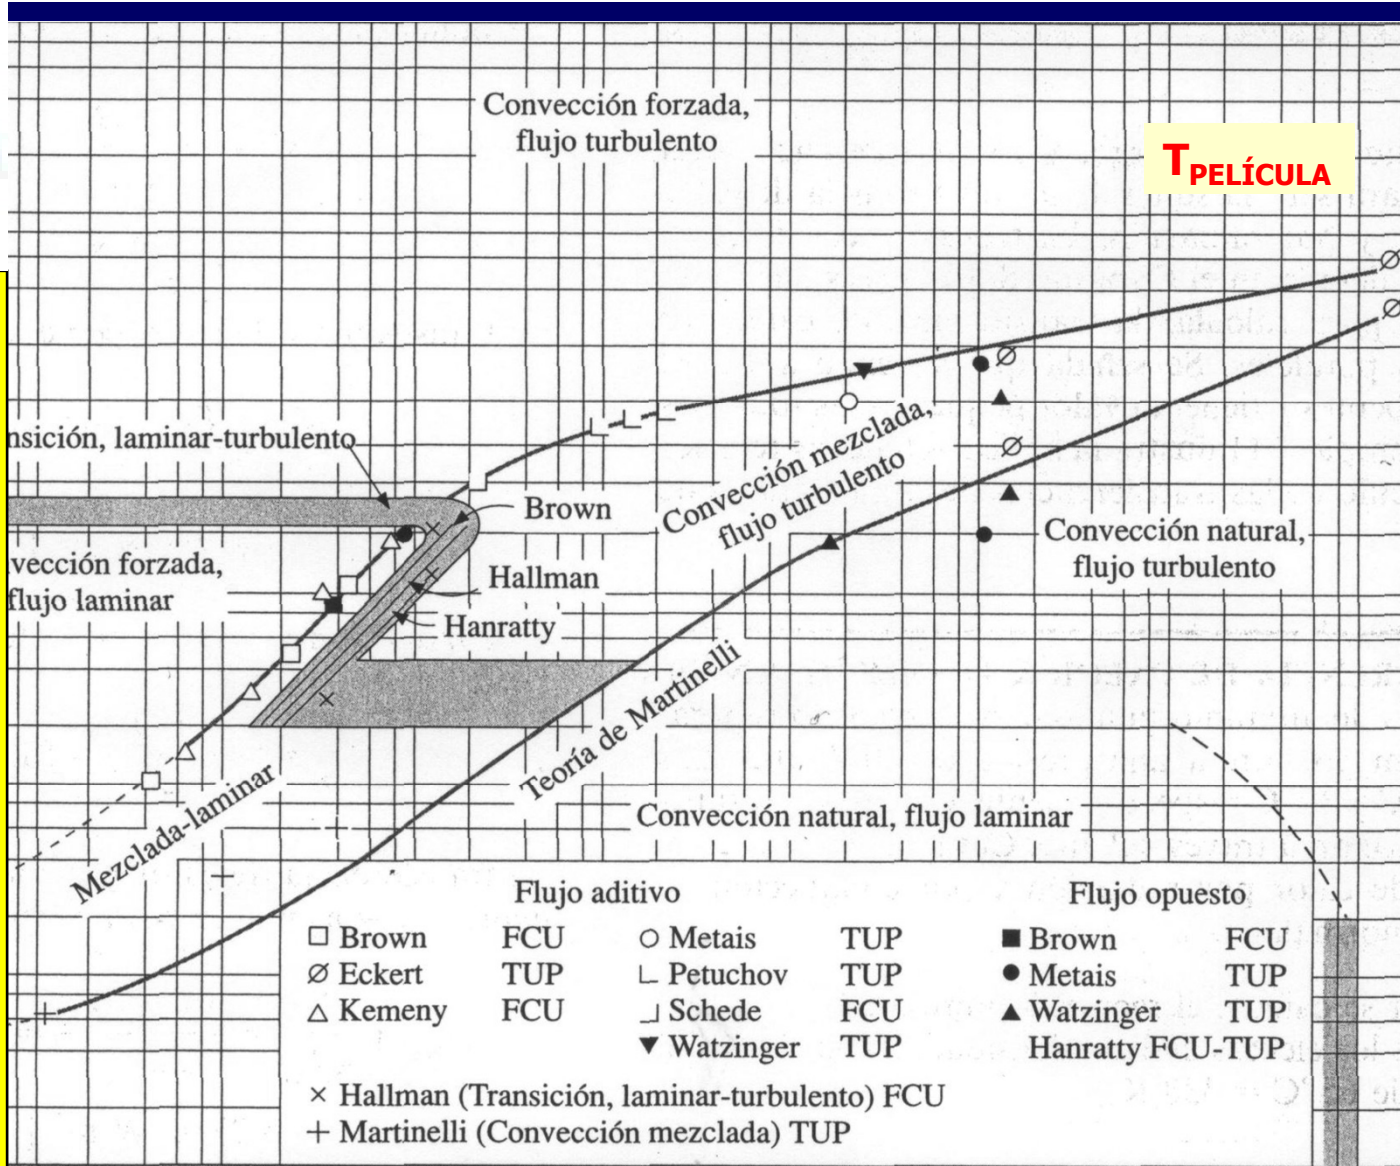 Convección forzada,
flujo turbulento
T PELÍCULA
nsición, laminar-turbulento
Brown
Convección mezclada,
flujo turbulento
Convección natural,
flujo turbulento
vección forzada,
flujo laminar
Hallman
Hanratty
Teoría de Martinelli
Mezclada-laminar
Convección natural, flujo laminar
Flujo aditivo
Flujo opuesto
Brown FCU
Metais TUP
Brown FCU
Eckert TUP
Petuchov TUP
Metais TUP
Kemeny FCU
Schede FCU
Watzinger TUP
Watzinger TUP
Hanratty FCU-TUP
Hallman (Transición, laminar-turbulento) FCU
Martinelli (Convección mezclada) TUP